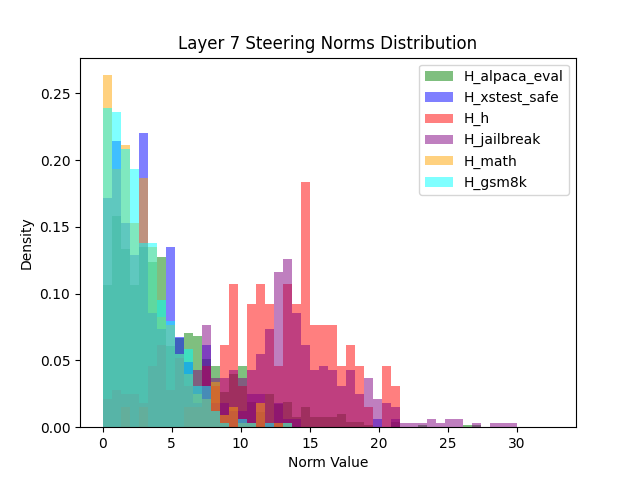 Layer 7 Steering Norms Distribution
H_alpaca_eval
H_xstest_safe
H_h
H_jailbreak
H_math
H_gsm8k
Density
0.25
0.20
0.15
0.10
0.05
0.00
0
5
10
15
20
25
30
Norm Value